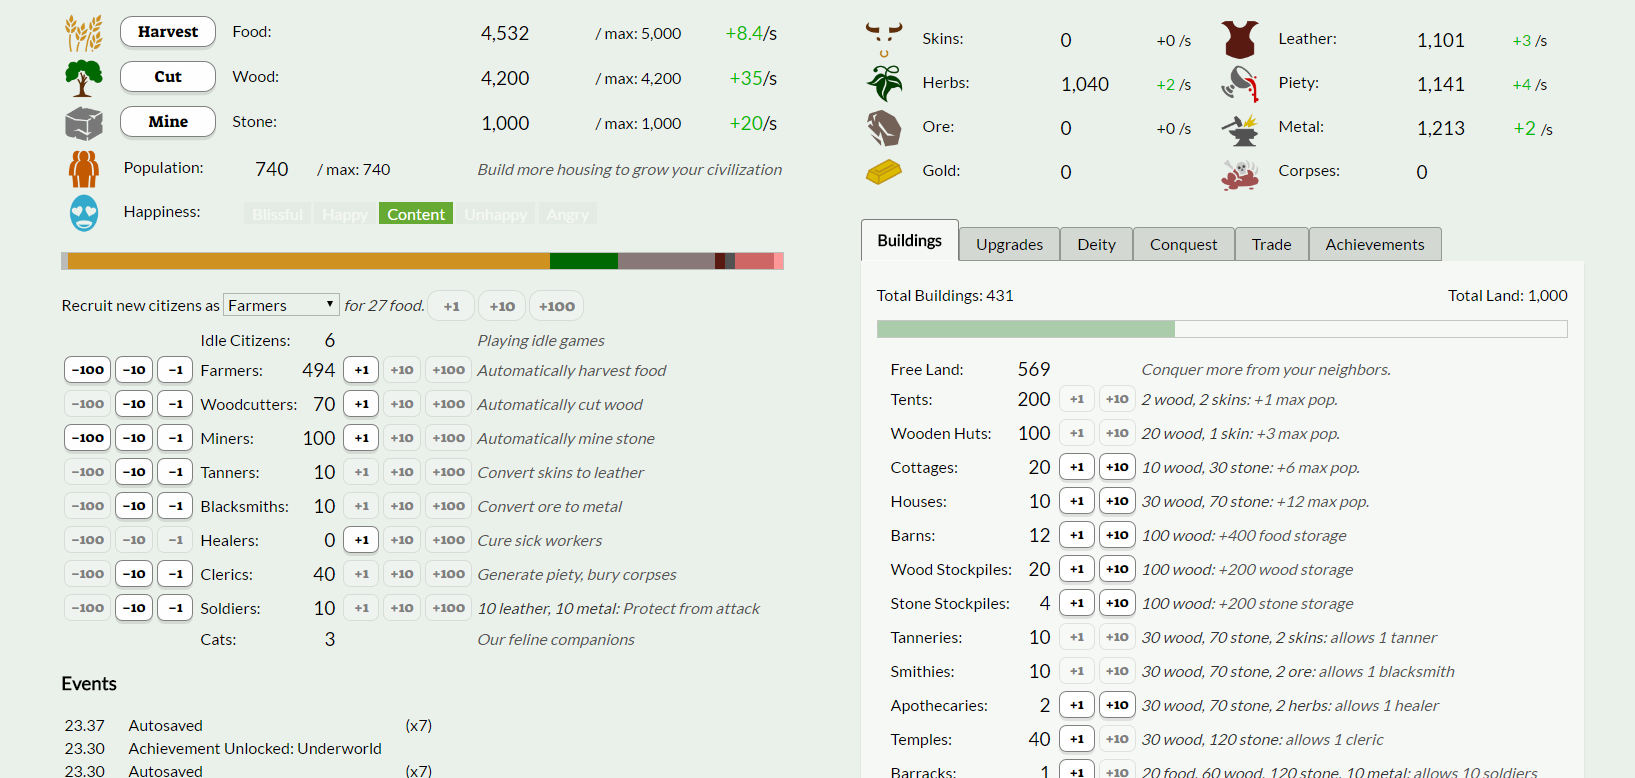 Harvest Food: 4,532 / max: 5,000 +8.4/s
Cut Wood: 4,200 / max: 4,200 +35/s
Mine Stone: 1,000 / max: 1,000 +20/s
Population: 740 / max: 740 Build more housing to grow your civilization
Happiness: Blissful Happy Content Unhappy Angry
Recruit new citizens as Farmers for 27 food. +1 +10 +100
Idle Citizens: 6 Playing idle games
-100 -10 -1 Farmers: 494 +1 +10 +100 Automatically harvest food
-100 -10 -1 Woodcutters: 70 +1 +10 +100 Automatically cut wood
-100 -10 -1 Miners: 100 +1 +10 +100 Automatically mine stone
-100 -10 -1 Tanners: 10 +1 +10 +100 Convert skins to leather
-100 -10 -1 Blacksmiths: 10 +1 +10 +100 Convert ore to metal
-100 -10 -1 Healers: 0 +1 +10 +100 Cure sick workers
-100 -10 -1 Clerics: 40 +1 +10 +100 Generate piety, bury corpses
-100 -10 -1 Soldiers: 10 +1 +10 +100 10 leather, 10 metal: Protect from attack
Cats: 3 Our feline companions
Events
23.37 Autosaved (x7)
23.30 Achievement Unlocked: Underworld
23.30 Autosaved (x7)
Skins: 0 +0 /s Leather: 1,101 +3 /s
Herbs: 1,040 +2 /s Piety: 1,141 +4 /s
Ore: 0 +0 /s Metal: 1,213 +2 /s
Gold: 0 Corpses: 0
Buildings Upgrades Deity Conquest Trade Achievements
Total Buildings: 431 Total Land: 1,000
Free Land: 569 Conquer more from your neighbors.
Tents: 200 +1 +10 2 wood, 2 skins: +1 max pop.
Wooden Huts: 100 +1 +10 20 wood, 1 skin: +3 max pop.
Cottages: 20 +1 +10 10 wood, 30 stone: +6 max pop.
Houses: 10 +1 +10 30 wood, 70 stone: +12 max pop.
Barns: 12 +1 +10 100 wood: +400 food storage
Wood Stockpiles: 20 +1 +10 100 wood: +200 wood storage
Stone Stockpiles: 4 +1 +10 100 wood: +200 stone storage
Tanneries: 10 +1 +10 30 wood, 70 stone, 2 skins: allows 1 tanner
Smithies: 10 +1 +10 30 wood, 70 stone, 2 ore: allows 1 blacksmith
Apothecaries: 2 +1 +10 30 wood, 70 stone, 2 herbs: allows 1 healer
Temples: 40 +1 +10 30 wood, 120 stone: allows 1 cleric
Barracks: 1 +1 +10 20 food, 60 wood, 120 stone, 10 metal: allows 10 soldiers